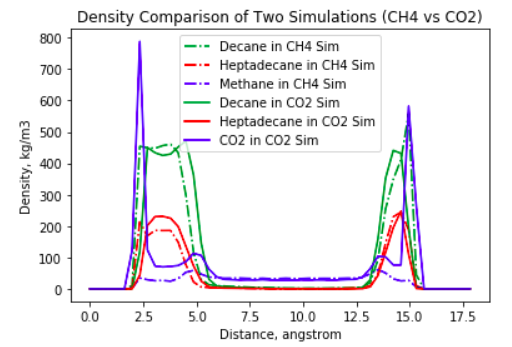 Density Comparison of Two Simulations (CH4 vs CO2)
Decane in CH4 Sim
Heptadecane in CH4 Sim
Methane in CH4 Sim
Decane in CO2 Sim
Heptadecane in CO2 Sim
CO2 in CO2 Sim
Density, kg/m3
800
700
600
500
400
300
200
100
0
0.0 2.5 5.0 7.5 10.0 12.5 15.0 17.5
Distance, angstrom